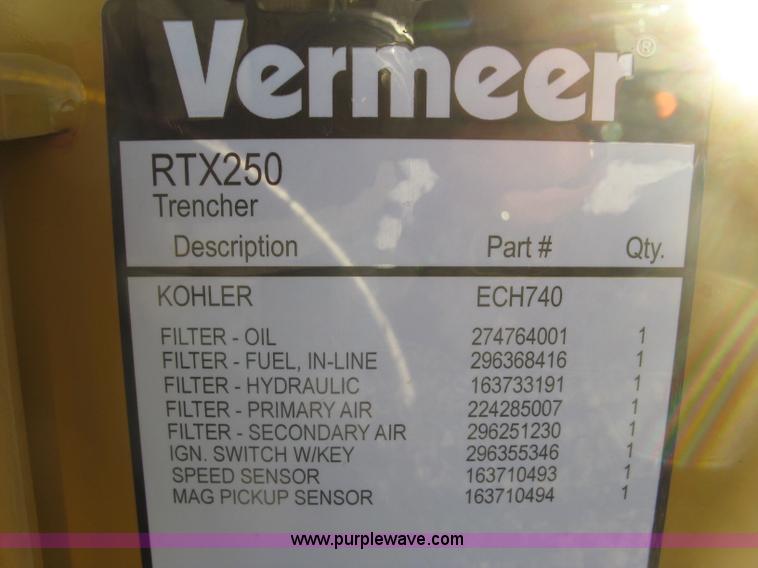 Vermeer®
RTX250
Trencher
Description Part # Qty.
KOHLER ECH740
FILTER - OIL 274764001 1
FILTER - FUEL, IN-LINE 296368416 1
FILTER - HYDRAULIC 163733191 1
FILTER - PRIMARY AIR 224285007 1
FILTER - SECONDARY AIR 296251230 1
IGN. SWITCH W/KEY 296355346 1
SPEED SENSOR 163710493 1
MAG PICKUP SENSOR 163710494 1
www.purplewave.com